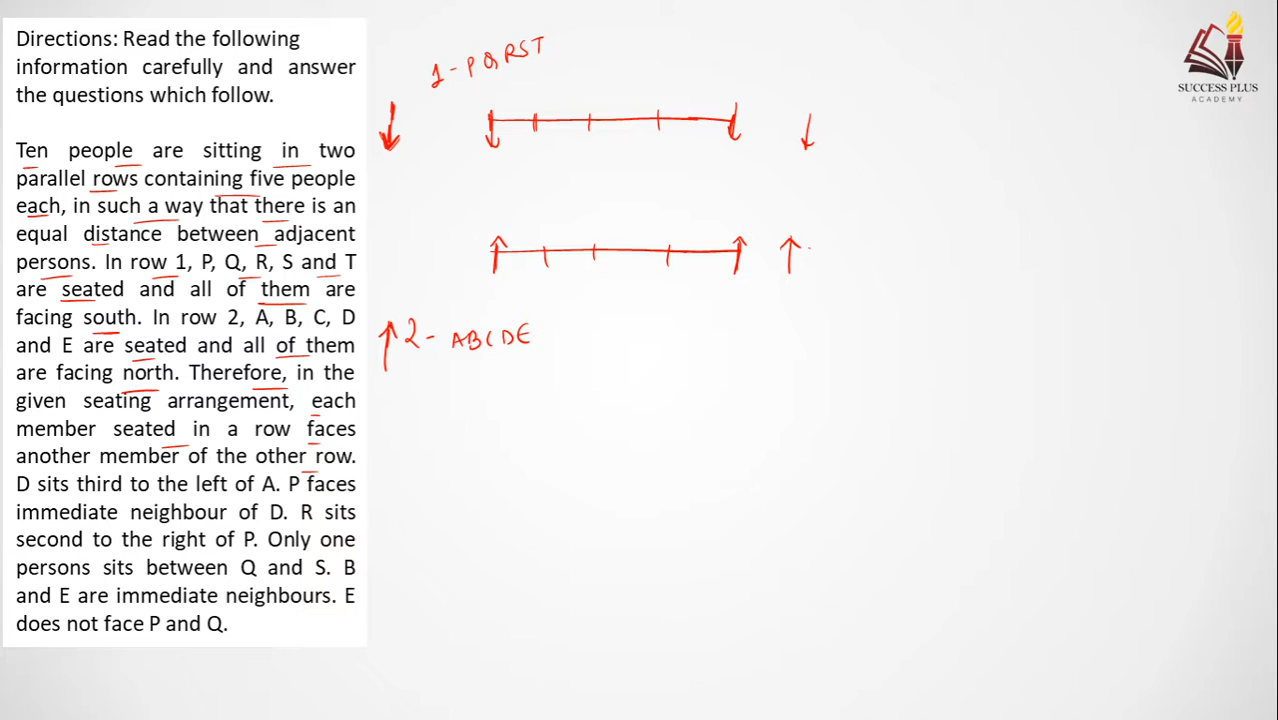 Directions: Read the following
information carefully and answer
the questions which follow.
Ten people are sitting in two
parallel rows containing five people
each, in such a way that there is an
equal distance between adjacent
persons. In row 1, P, Q, R, S and T
are seated and all of them are
facing south. In row 2, A, B, C, D
and E are seated and all of them
are facing north. Therefore, in the
given seating arrangement, each
member seated in a row faces
another member of the other row.
D sits third to the left of A. P faces
immediate neighbour of D. R sits
second to the right of P. Only one
persons sits between Q and S. B
and E are immediate neighbours. E
does not face P and Q.
1- PQRST
2- ABCDE
SUCCESS PLUS
ACADEMY